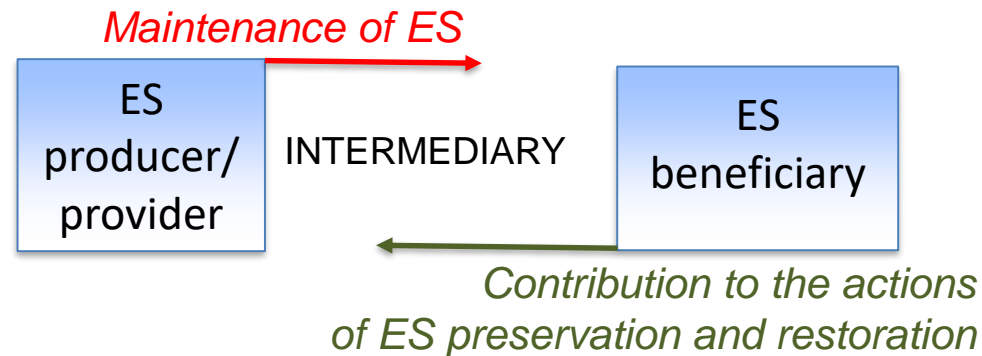 Maintenance of ES
ES
producer/
provider
INTERMEDIARY
ES
beneficiary
Contribution to the actions
of ES preservation and restoration